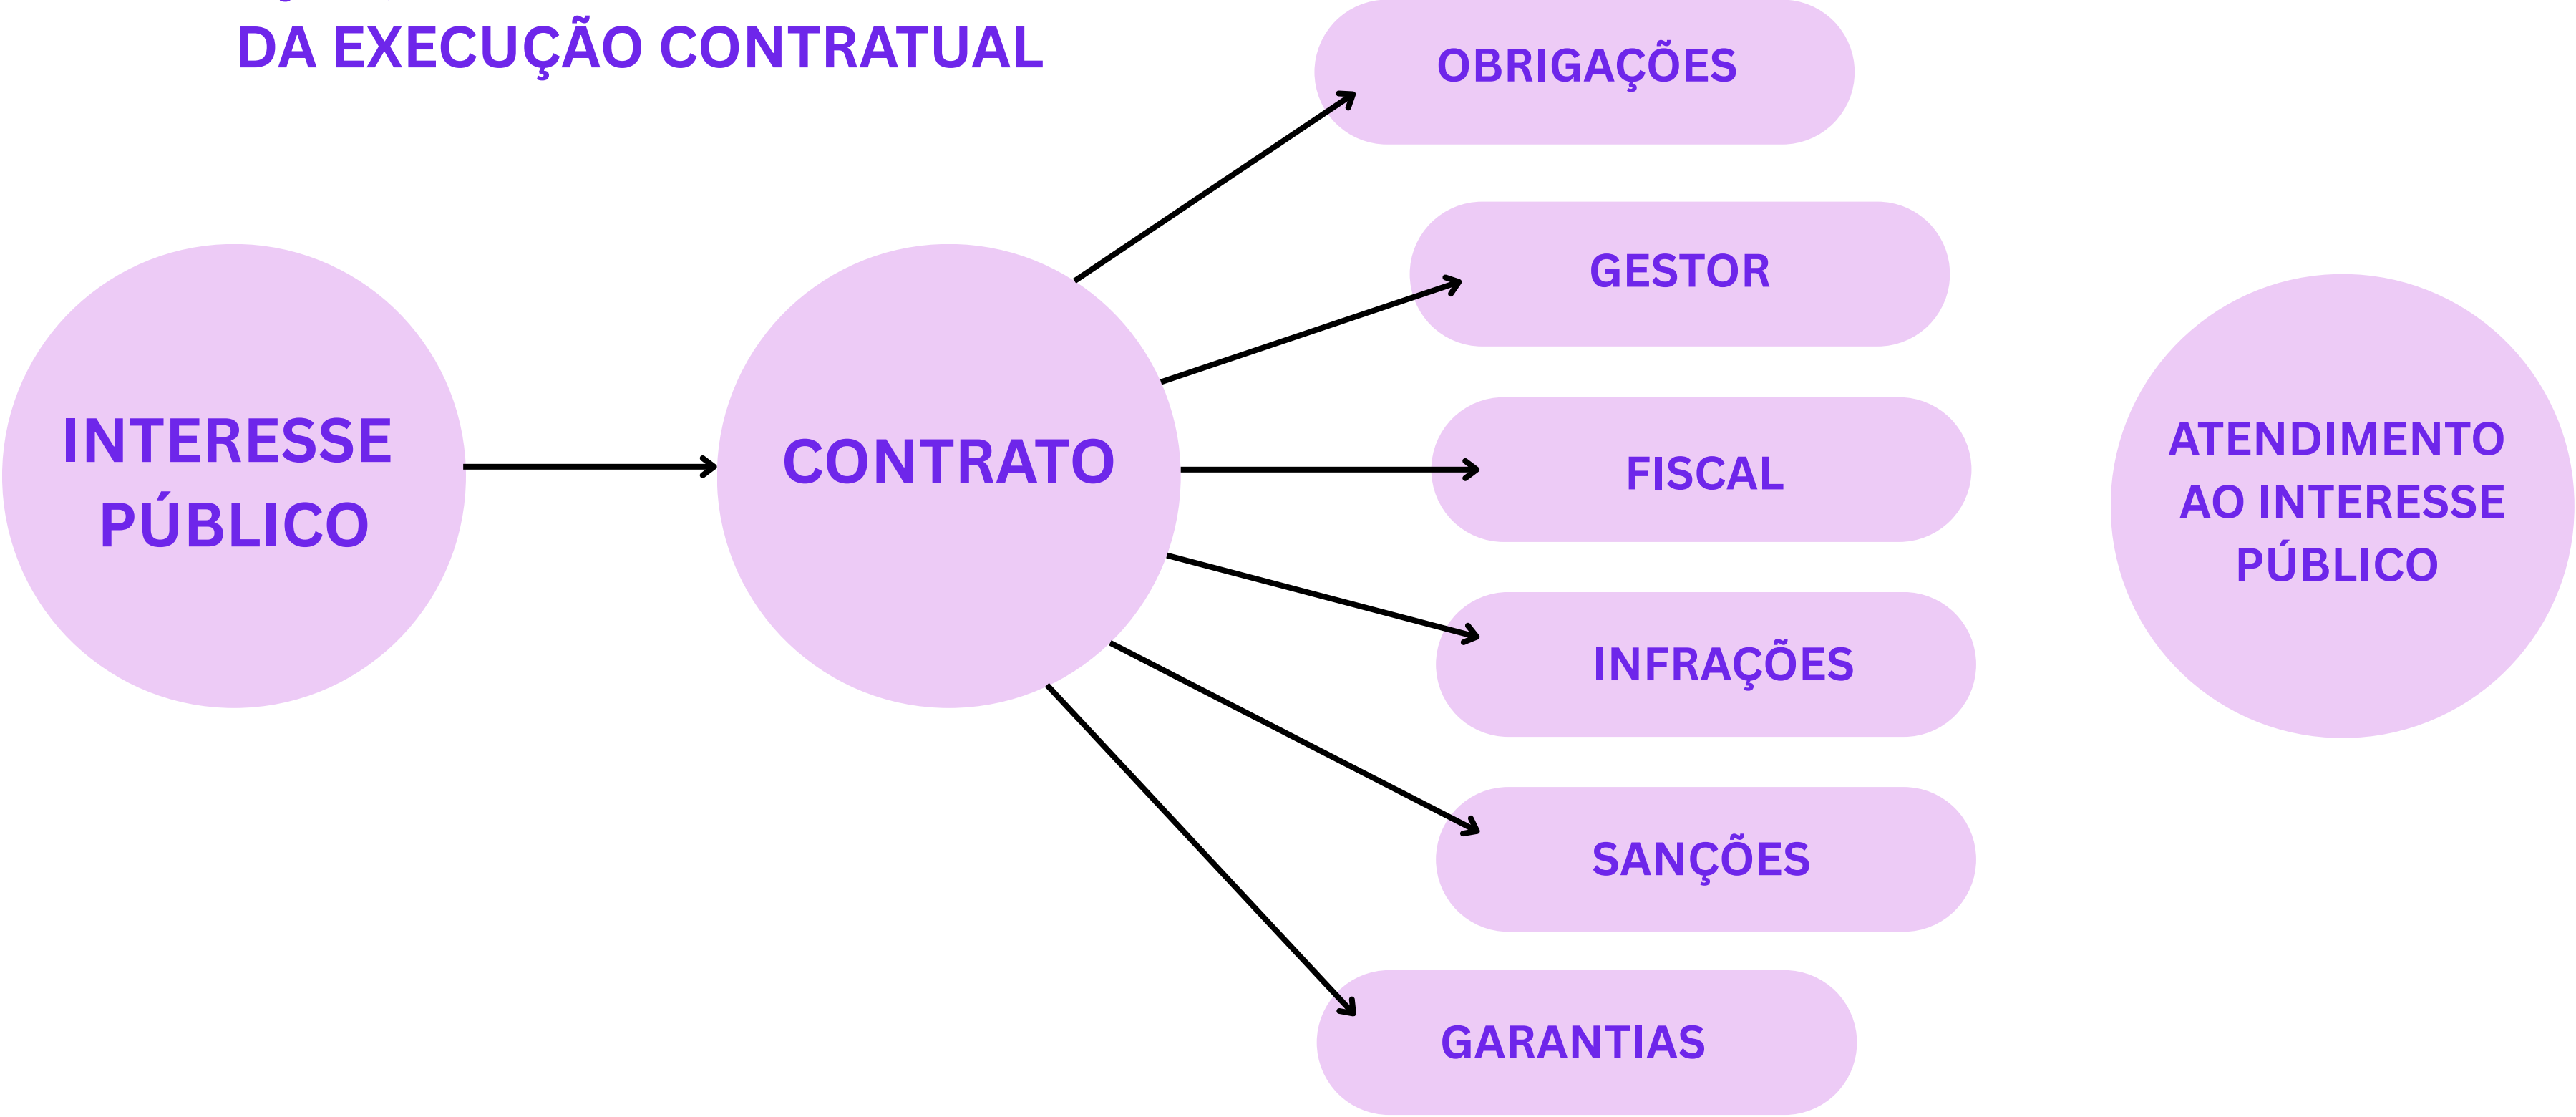 DA EXECUÇÃO CONTRATUAL
OBRIGAÇÕES
GESTOR
INTERESSE
PÚBLICO
CONTRATO
FISCAL
INFRAÇÕES
SANÇÕES
GARANTIAS
ATENDIMENTO
AO INTERESSE
PÚBLICO